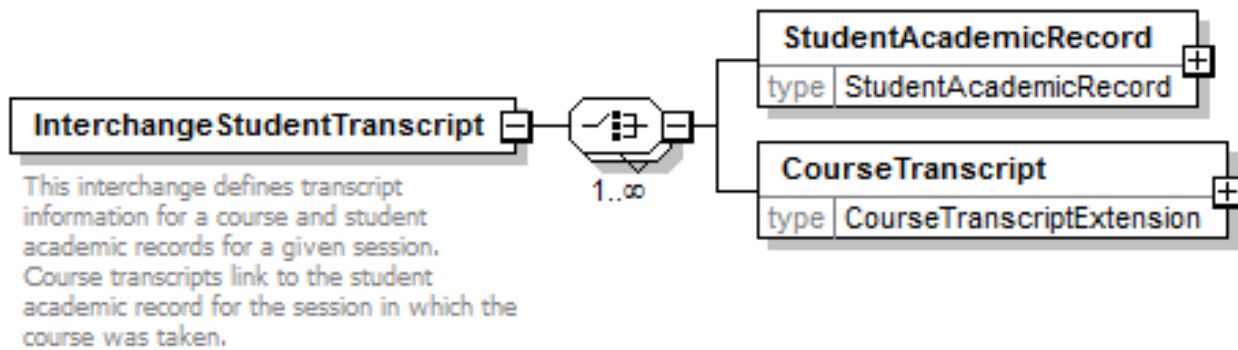 StudentAcademicRecord
type StudentAcademicRecord
InterchangeStudentTranscript
1..∞
CourseTranscript
type CourseTranscriptExtension
This interchange defines transcript
information for a course and student
academic records for a given session.
Course transcripts link to the student
academic record for the session in which the
course was taken.